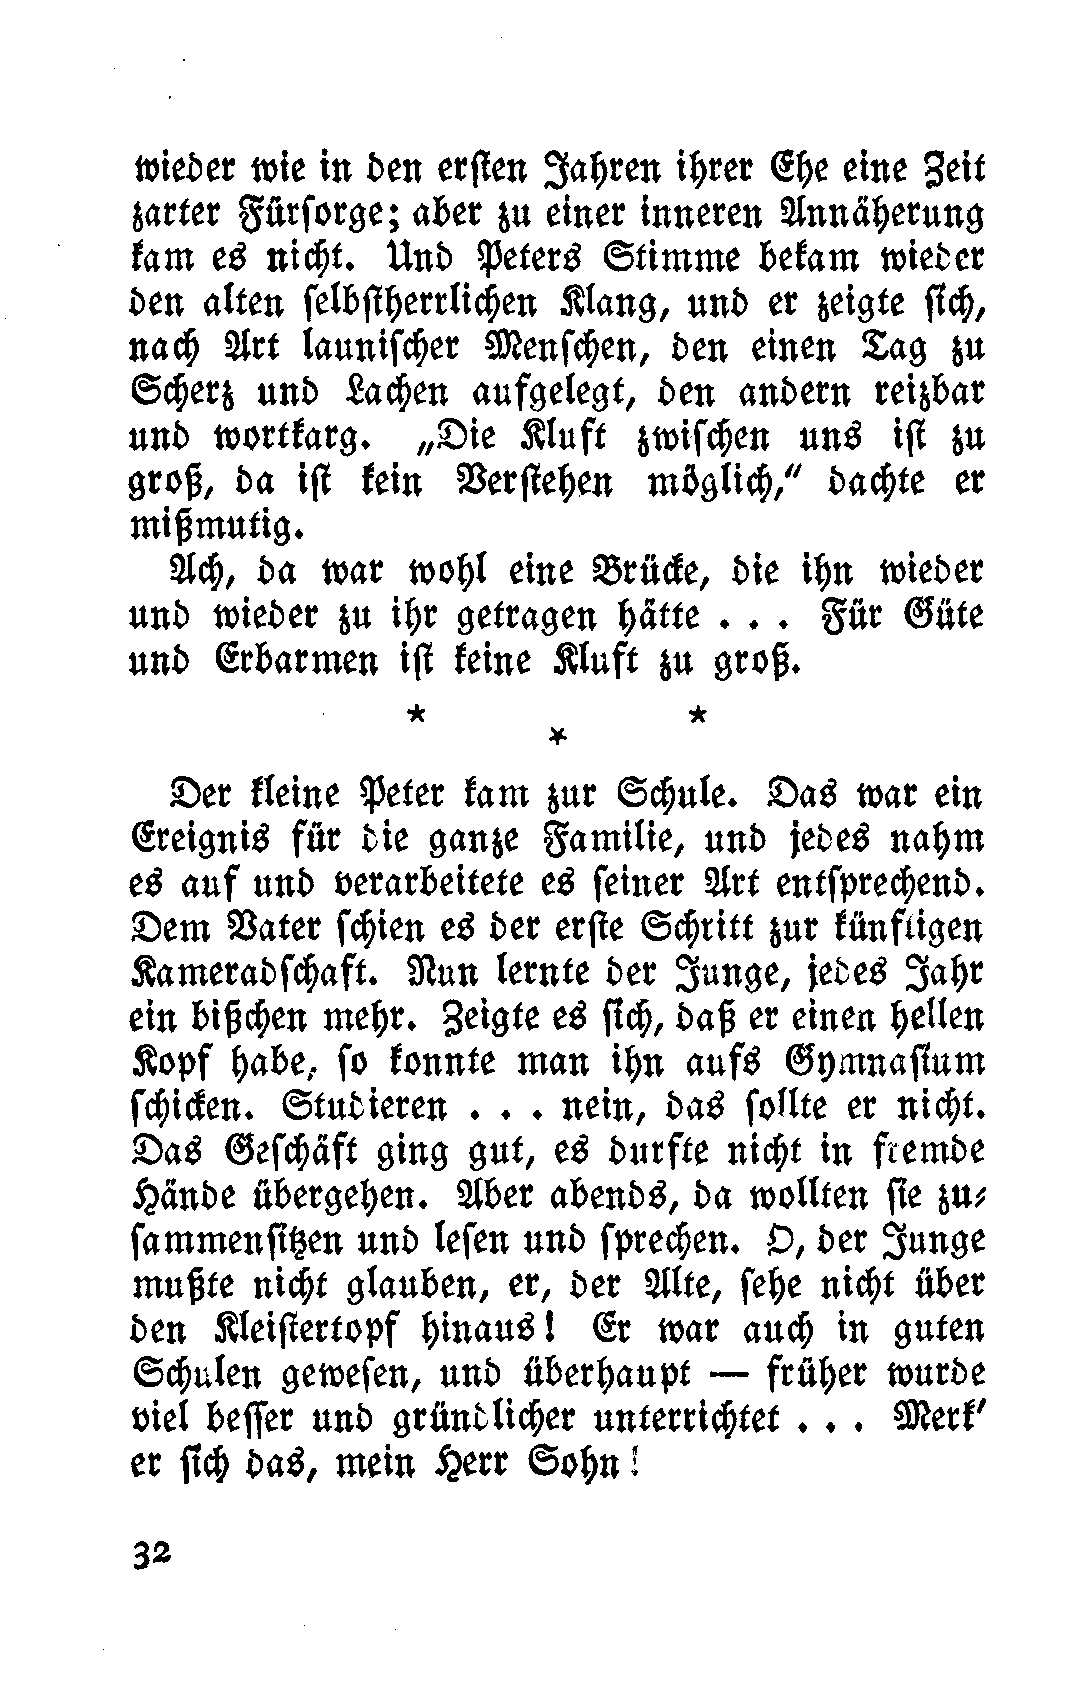 wieder wie in den ersten Jahren ihrer Ehe eine Zeit
zarter Fürsorge; aber zu einer inneren Annäherung
kam es nicht. Und Peters Stimme bekam wieder
den alten selbstherrlichen Klang, und er zeigte sich,
nach Art launischer Menschen, den einen Tag zu
Scherz und Lachen aufgelegt, den andern reizbar
und wortkarg. „Die Kluft zwischen uns ist zu
groß, da ist kein Verstehen möglich,“ dachte er
mißmutig.
Ach, da war wohl eine Brücke, die ihn wieder
und wieder zu ihr getragen hätte . . . Für Güte
und Erbarmen ist keine Kluft zu groß.
* * *
Der kleine Peter kam zur Schule. Das war ein
Ereignis für die ganze Familie, und jedes nahm
es auf und verarbeitete es seiner Art entsprechend.
Dem Vater schien es der erste Schritt zur künftigen
Kameradschaft. Nun lernte der Junge, jedes Jahr
ein bißchen mehr. Zeigte es sich, daß er einen hellen
Kopf habe, so konnte man ihn aufs Gymnasium
schicken. Studieren . . . nein, das sollte er nicht.
Das Geschäft ging gut, es durfte nicht in fremde
Hände übergehen. Aber abends, da wollten sie zu-
sammensitzen und lesen und sprechen. O, der Junge
mußte nicht glauben, er, der Alte, sehe nicht über
den Kleistertopf hinaus! Er war auch in guten
Schulen gewesen, und überhaupt — früher wurde
viel besser und gründlicher unterrichtet . . . Merk'
er sich das, mein Herr Sohn!
32